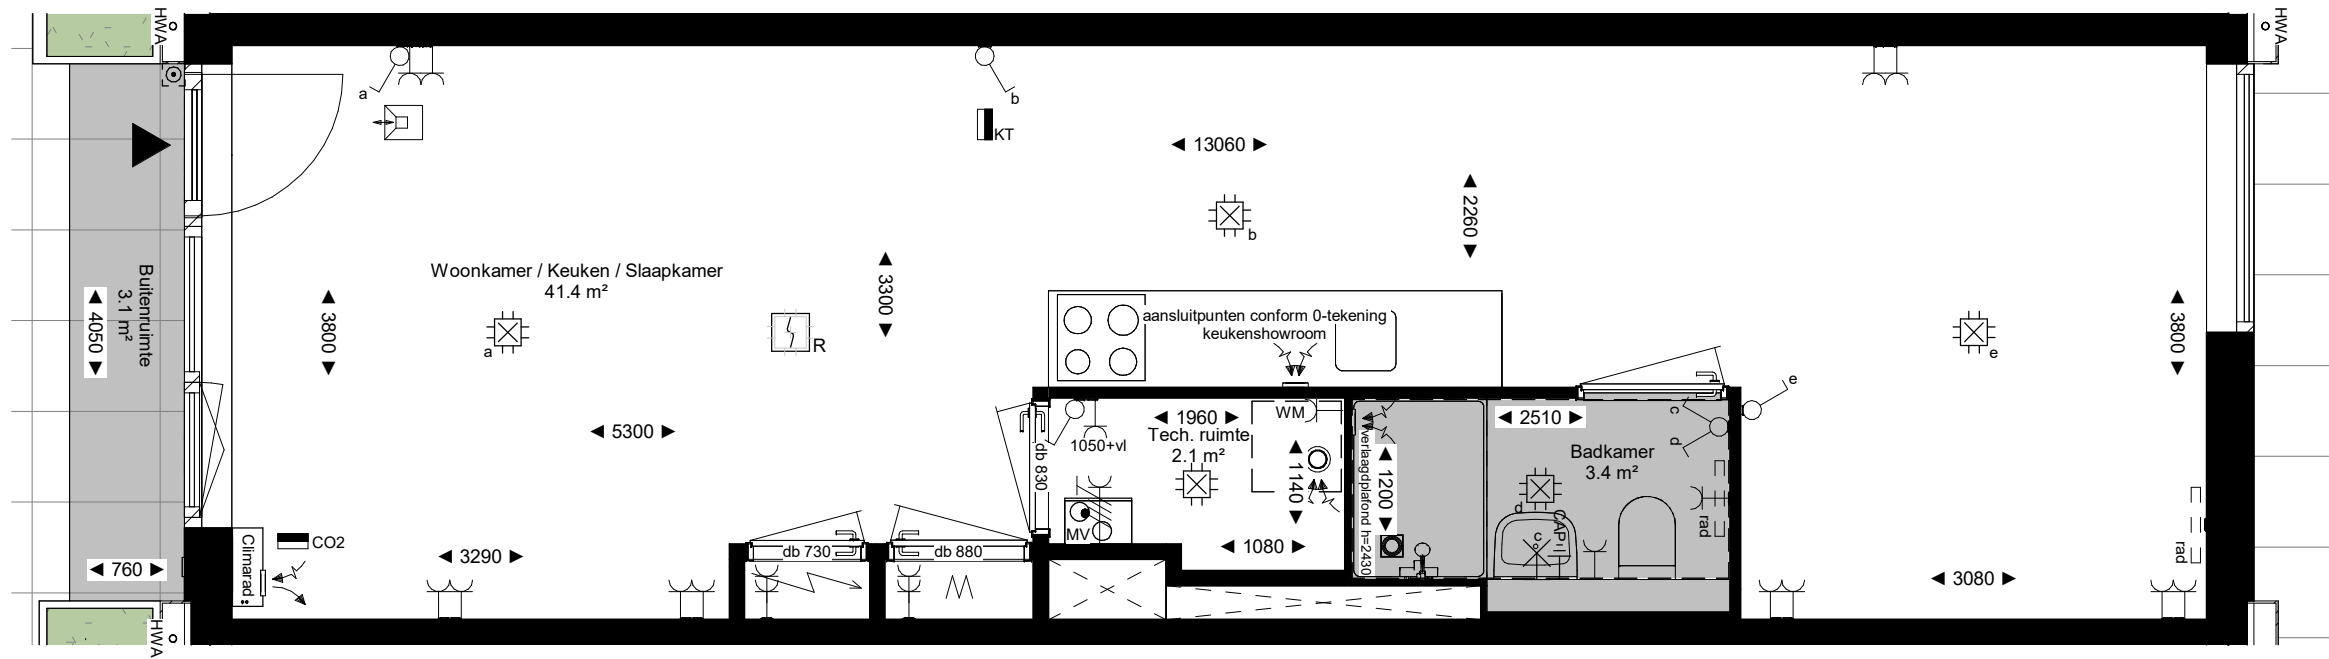 HWA
HWA
a
b
KT
◄ 13060 ►
◄ 2260 ►
b
Woonkamer / Keuken / Slaapkamer
41.4 m²
Buitenruimte
3.1 m²
◄ 4050 ►
◄ 3800 ►
◄ 3300 ►
a
R
aansluitpunten conform 0-tekening
keukenshowroom
e
◄ 3800 ►
e
◄ 5300 ►
◄ 1960 ►
WM
1050+vl
Tech. ruimte
2.1 m²
db 830
◄ 1140 ►
verlaagdplafond h=2430
◄ 1200 ►
◄ 2510 ►
c
d
Badkamer
3.4 m²
d
CAP
c
rad
rad
MV
Climarad
CO2
◄ 760 ►
◄ 3290 ►
db 730
db 880
◄ 1080 ►
◄ 3080 ►
HWA